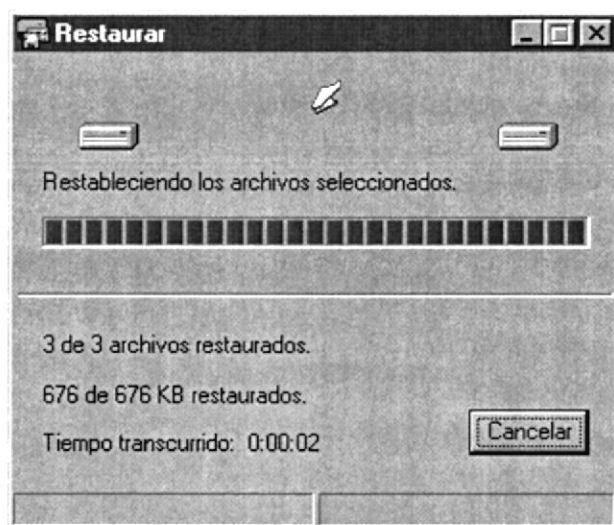 Restaurar
Restableciendo los archivos seleccionados.
3 de 3 archivos restaurados.
676 de 676 KB restaurados.
Tiempo transcurrido: 0:00:02
Cancelar